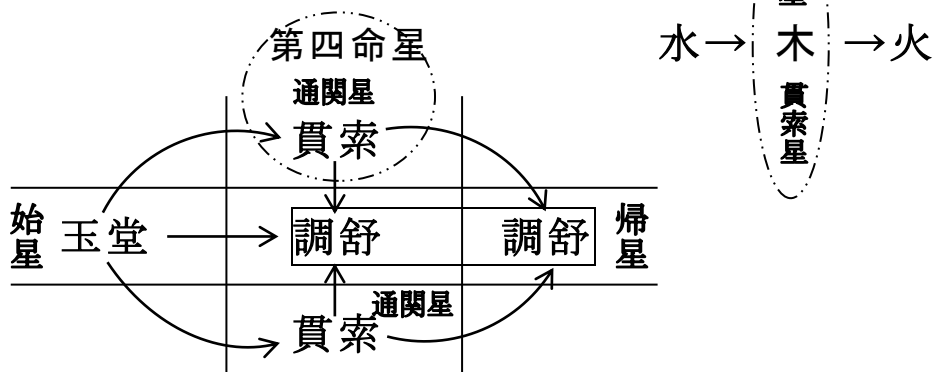 第四命星
通関星
貫索
始星 玉堂 → 調舒 調舒 帰星
通関星
貫索
水→ 木 →火
貫索星